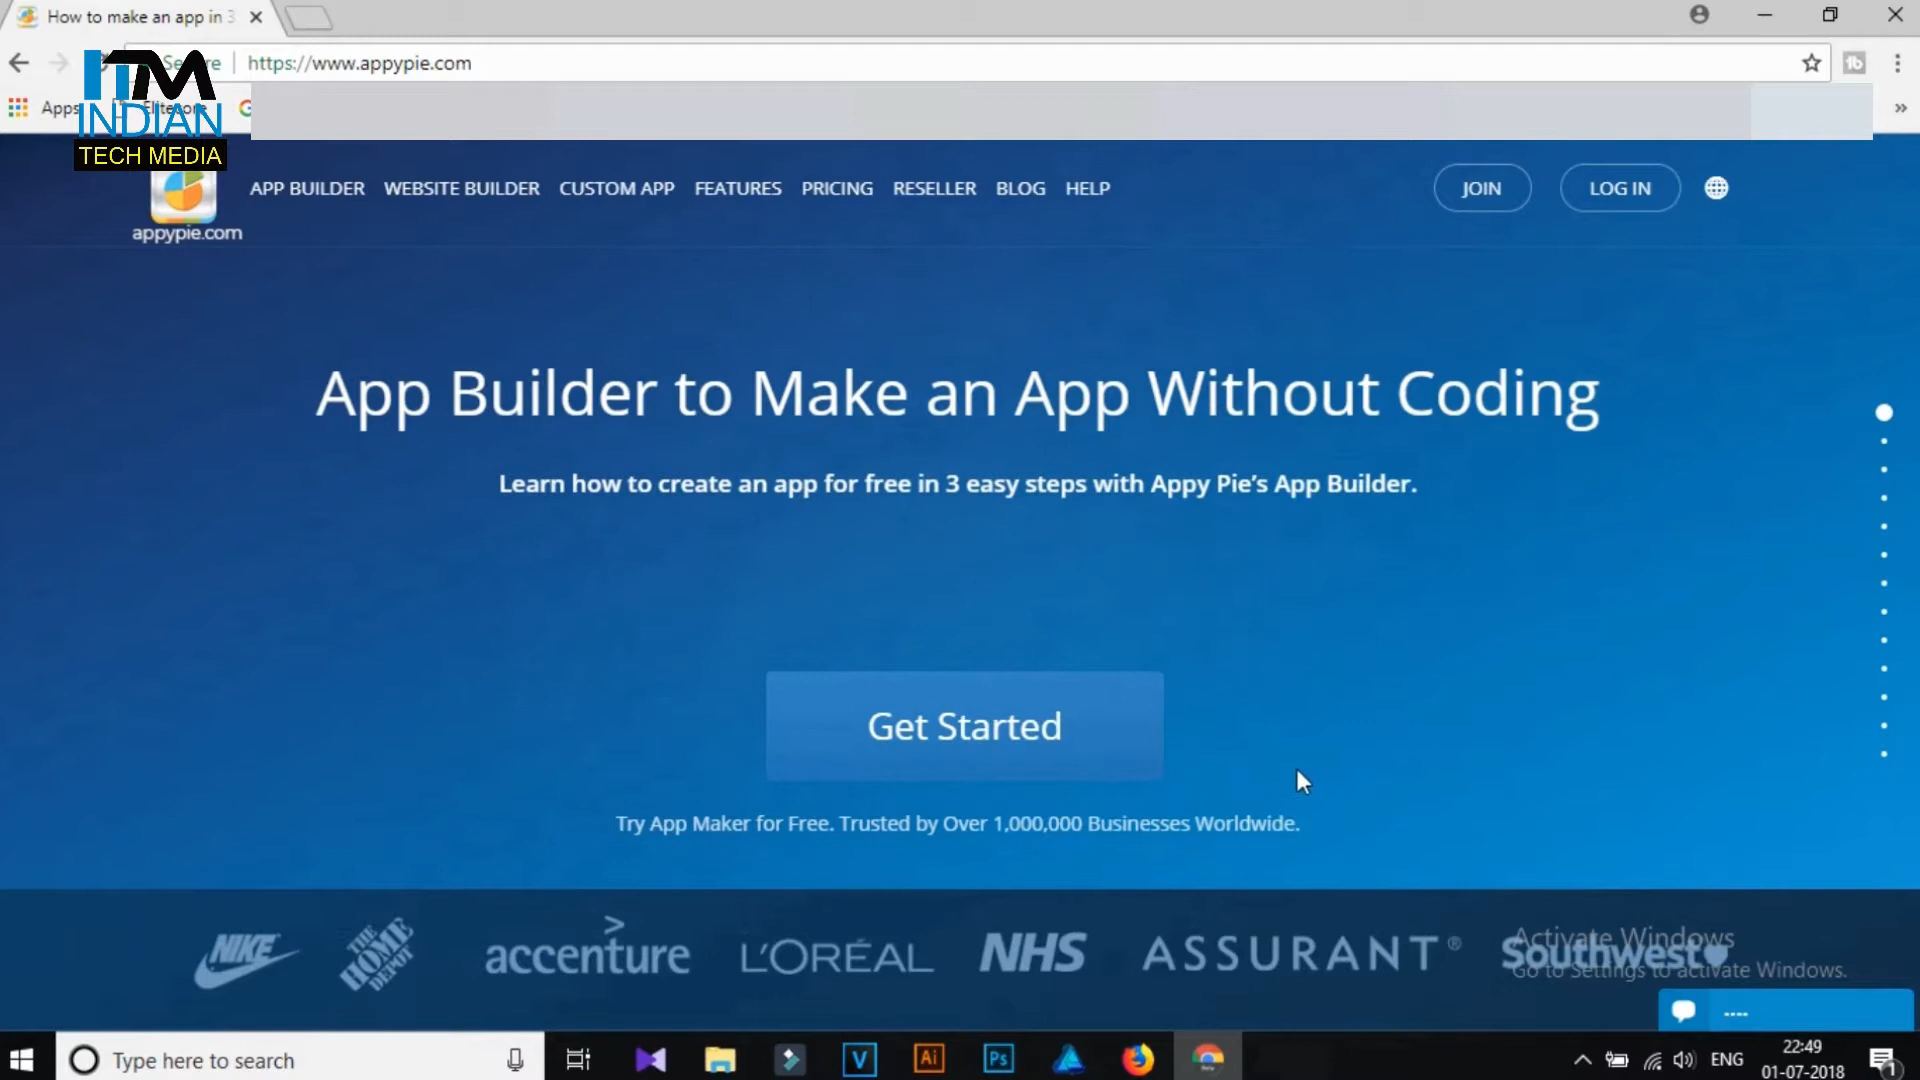 How to make an app in 3
https://www.appypie.com
Apps
ITM
INDIAN
TECH MEDIA
appypie.com
APP BUILDER WEBSITE BUILDER CUSTOM APP FEATURES PRICING RESELLER BLOG HELP
JOIN LOG IN
App Builder to Make an App Without Coding
Learn how to create an app for free in 3 easy steps with Appy Pie's App Builder.
Get Started
Try App Maker for Free. Trusted by Over 1,000,000 Businesses Worldwide.
NIKE THE HOME DEPOT accenture L'ORÉAL NHS ASSURANT® Southwest
Activate Windows
Go to Settings to activate Windows.
----
Type here to search
V Ai Ps
ENG
22:49
01-07-2018
1